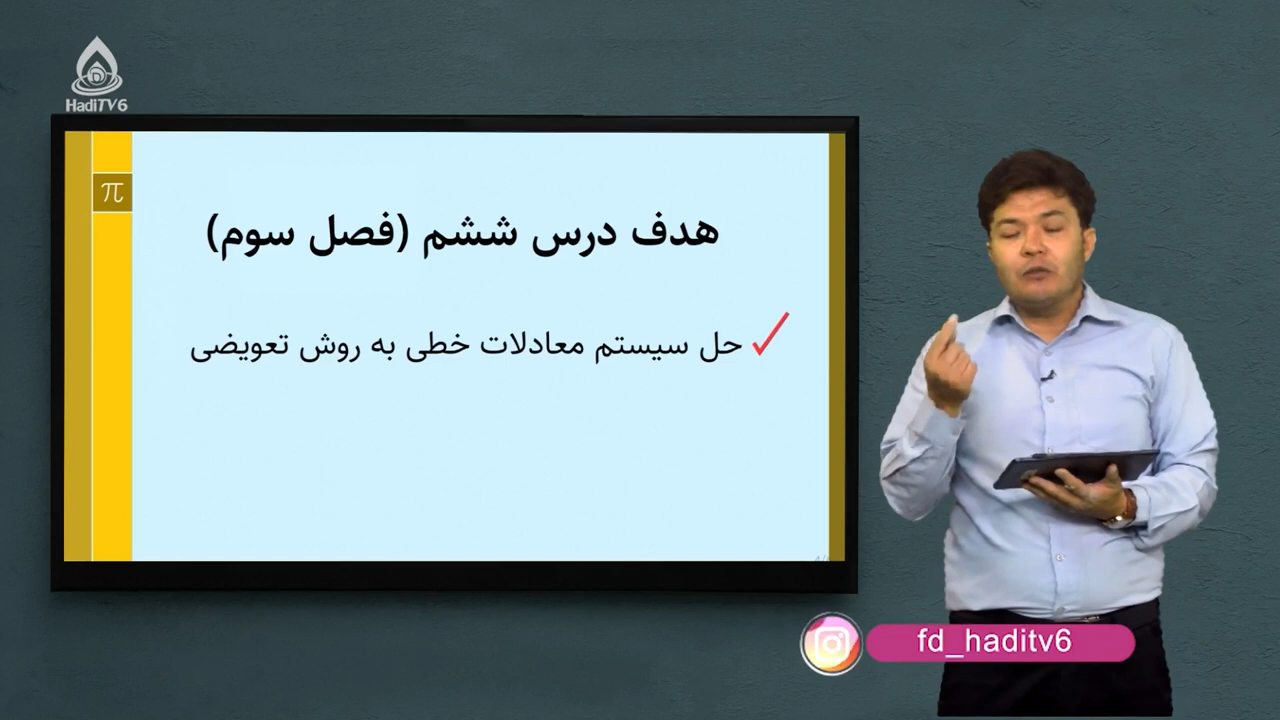 HadiTV6
π
هدف درس ششم (فصل سوم)
حل سیستم معادلات خطی به روش تعویضی
fd_haditv6